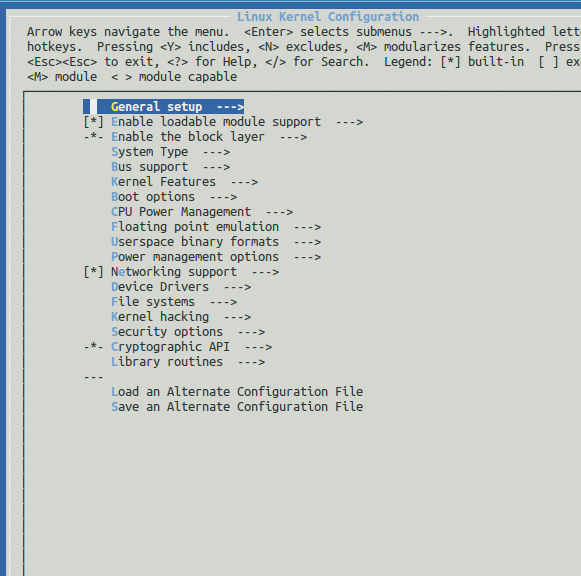 Linux Kernel Configuration
Arrow keys navigate the menu.  <Enter> selects submenus --->.  Highlighted lett
hotkeys.  Pressing <Y> includes, <N> excludes, <M> modularizes features.  Press
<Esc><Esc> to exit, <?> for Help, </> for Search.  Legend: [*] built-in  [ ] ex
<M> module  < > module capable
General setup  --->
[*] Enable loadable module support  --->
-*- Enable the block layer  --->
System Type  --->
Bus support  --->
Kernel Features  --->
Boot options  --->
CPU Power Management  --->
Floating point emulation  --->
Userspace binary formats  --->
Power management options  --->
[*] Networking support  --->
Device Drivers  --->
File systems  --->
Kernel hacking  --->
Security options  --->
-*- Cryptographic API  --->
Library routines  --->
---
Load an Alternate Configuration File
Save an Alternate Configuration File